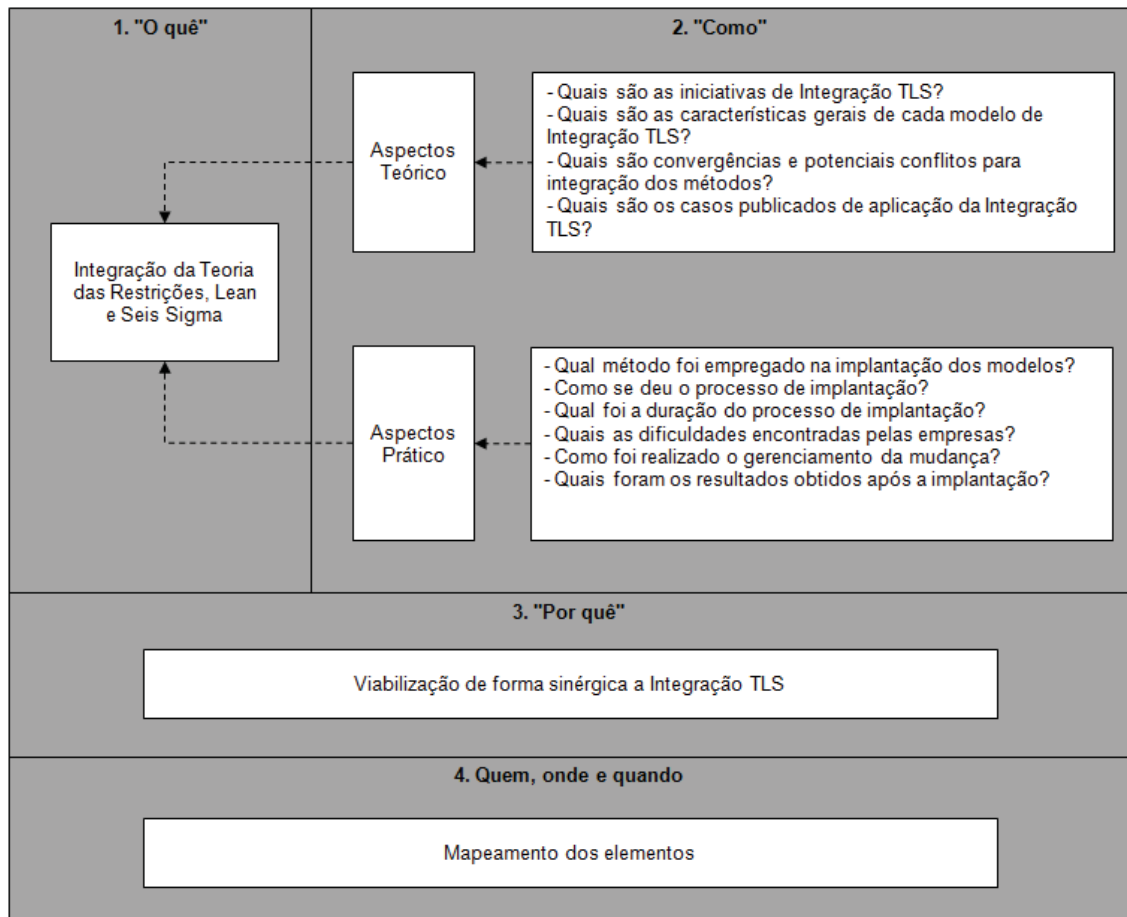 1. "O quê"
2. "Como"
Aspectos
Teórico
- Quais são as iniciativas de Integração TLS?
- Quais são as características gerais de cada modelo de
Integração TLS?
- Quais são convergências e potenciais conflitos para
integração dos métodos?
- Quais são os casos publicados de aplicação da Integração
TLS?
Integração da Teoria
das Restrições, Lean
e Seis Sigma
Aspectos
Prático
- Qual método foi empregado na implantação dos modelos?
- Como se deu o processo de implantação?
- Qual foi a duração do processo de implantação?
- Quais as dificuldades encontradas pelas empresas?
- Como foi realizado o gerenciamento da mudança?
- Quais foram os resultados obtidos após a implantação?
3. "Por quê"
Viabilização de forma sinérgica a Integração TLS
4. Quem, onde e quando
Mapeamento dos elementos